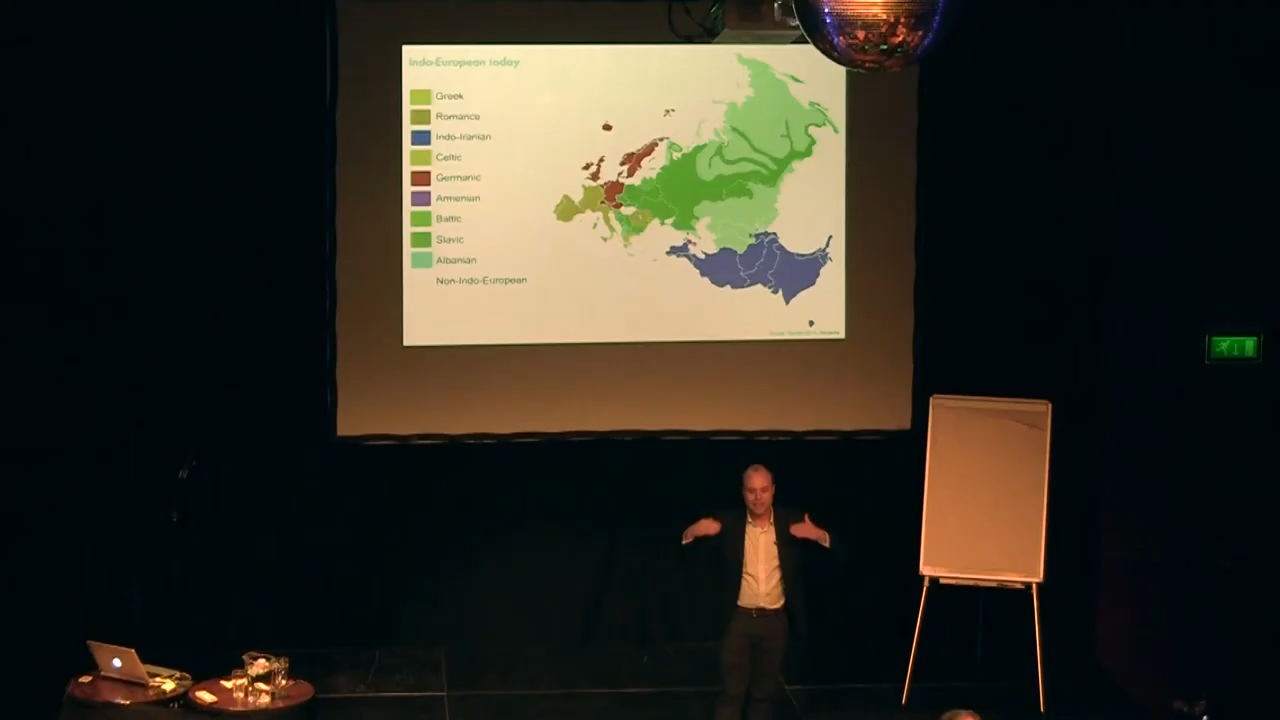 Indo-European today
Greek
Romance
Indo-Iranian
Celtic
Germanic
Armenian
Baltic
Slavic
Albanian
Non-Indo-European